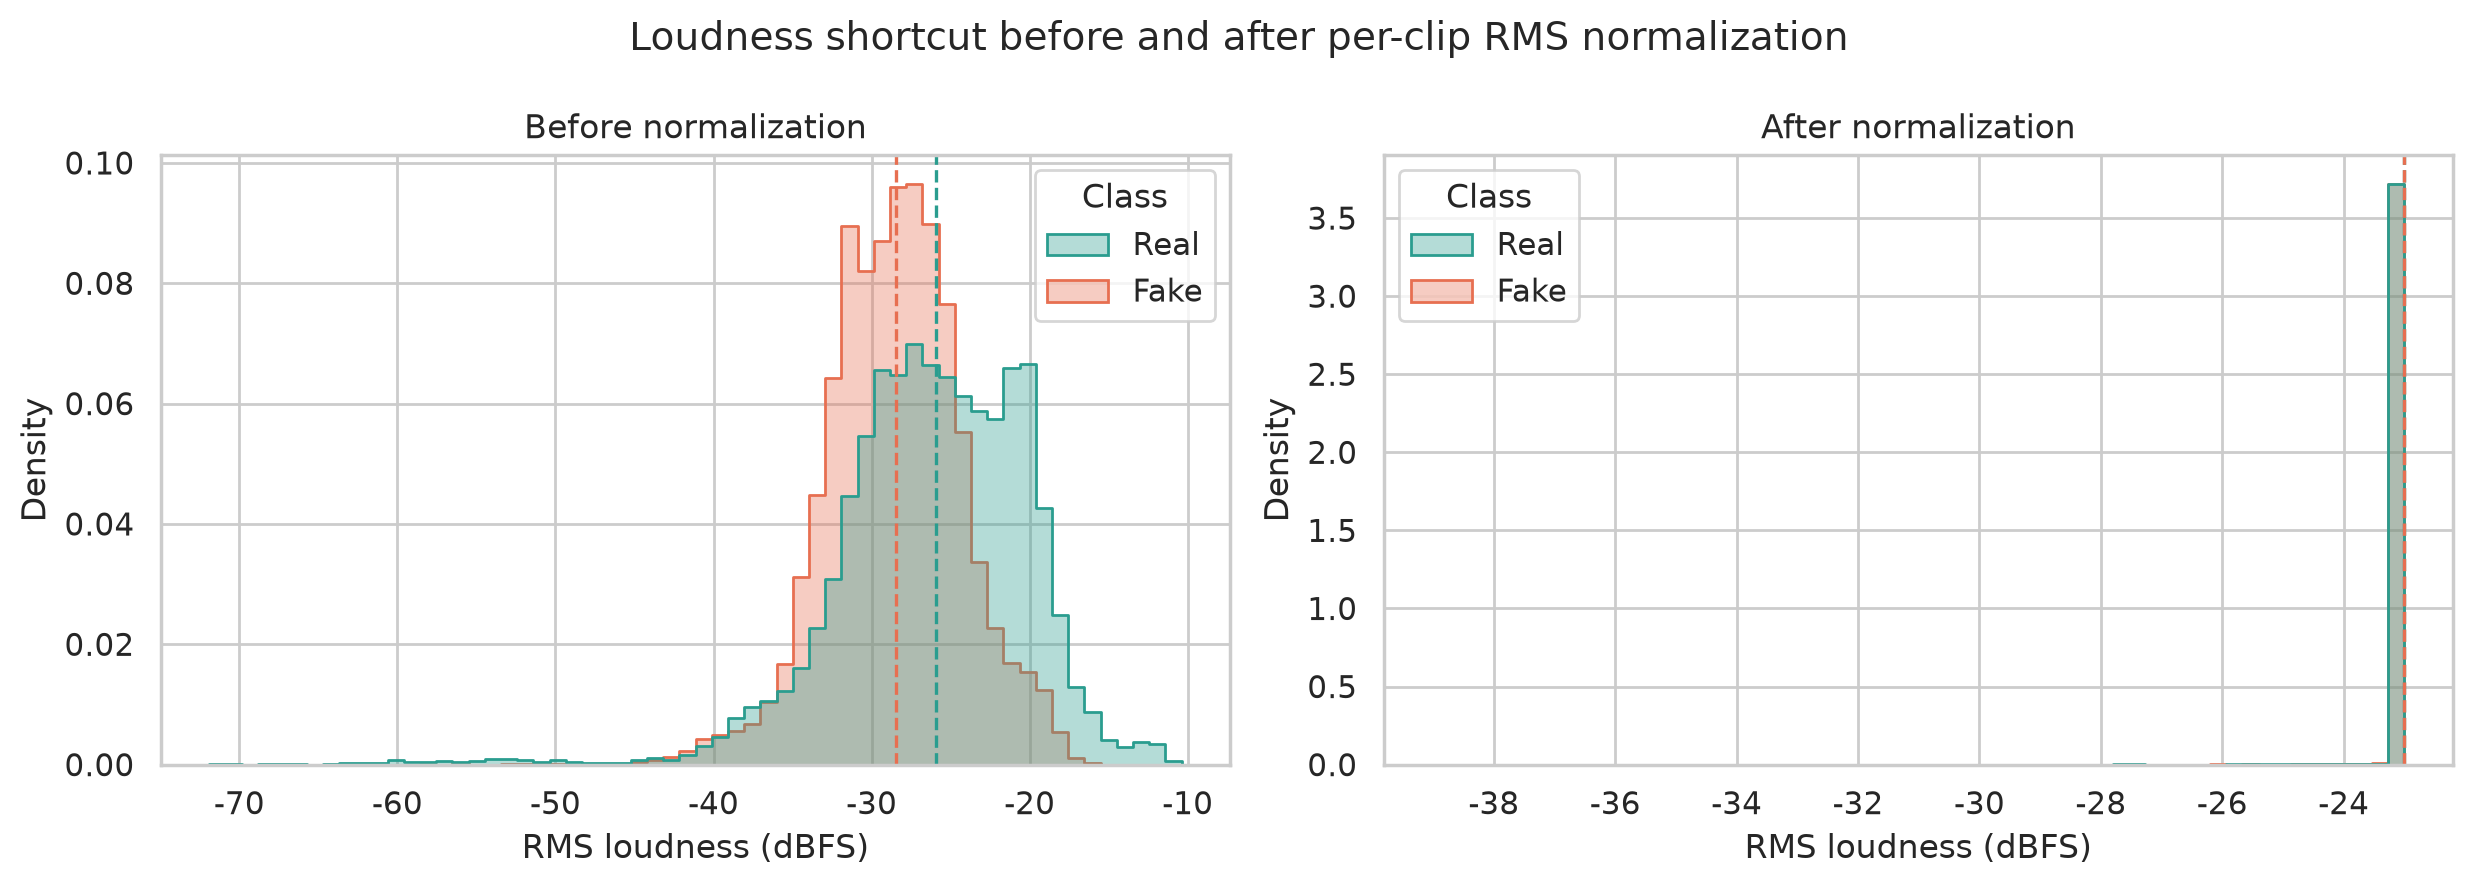 Loudness shortcut before and after per-clip RMS normalization
Before normalization
Class
Real
Fake
0.10
0.08
0.06
0.04
0.02
0.00
Density
-70 -60 -50 -40 -30 -20 -10
RMS loudness (dBFS)
After normalization
Class
Real
Fake
3.5
3.0
2.5
2.0
1.5
1.0
0.5
0.0
Density
-38 -36 -34 -32 -30 -28 -26 -24
RMS loudness (dBFS)